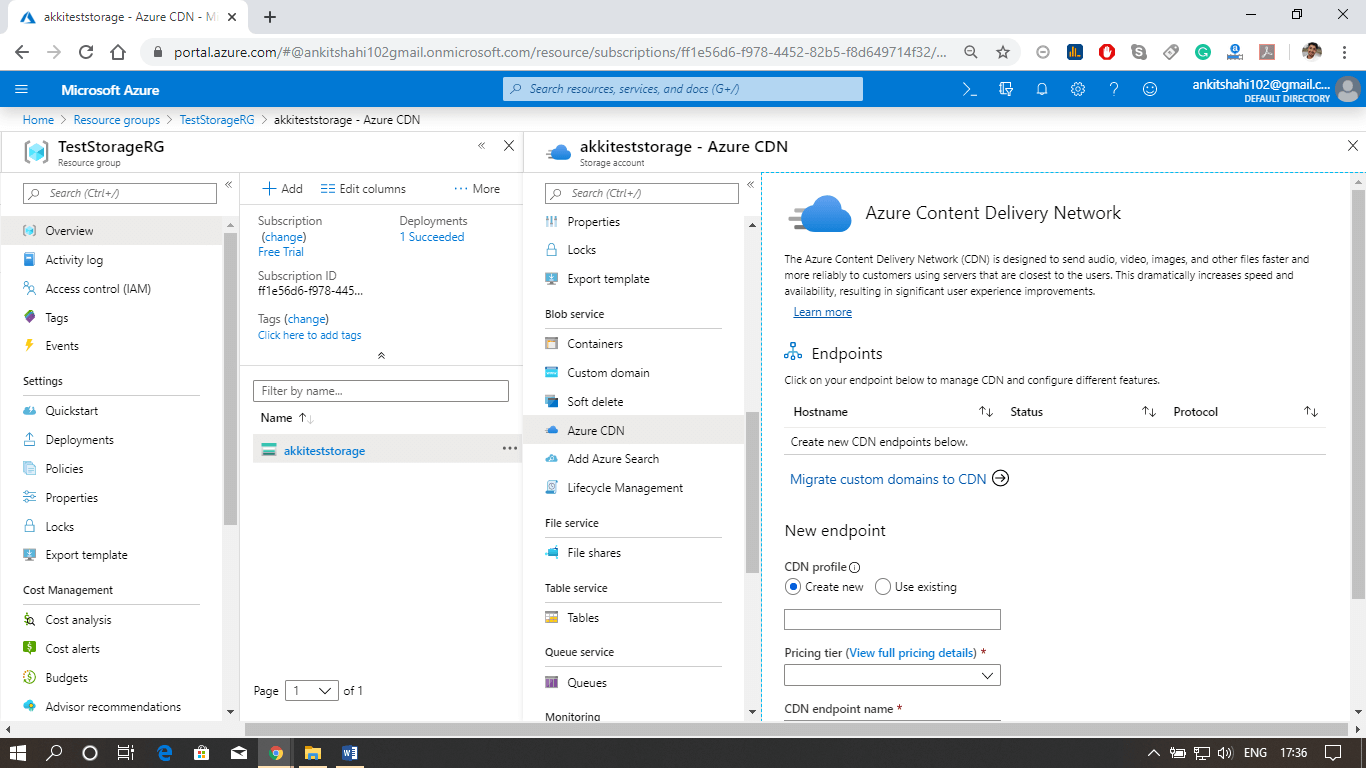 akkiteststorage - Azure CDN - Mi
portal.azure.com/#@ankitshahi102gmail.onmicrosoft.com/resource/subscriptions/ff1e56d6-f978-4452-82b5-f8d649714f32/...
Microsoft Azure
Search resources, services, and docs (G+/)
ankitshahi102@gmail.c...
DEFAULT DIRECTORY
Home > Resource groups > TestStorageRG > akkiteststorage - Azure CDN
TestStorageRG
Resource group
Search (Ctrl+/)
Overview
Activity log
Access control (IAM)
Tags
Events
Settings
Quickstart
Deployments
Policies
Properties
Locks
Export template
Cost Management
Cost analysis
Cost alerts
Budgets
Advisor recommendations
Add
Edit columns
More
Subscription
(change)
Free Trial
Deployments
1 Succeeded
Subscription ID
ff1e56d6-f978-445...
Tags (change)
Click here to add tags
Filter by name...
Name
akkiteststorage
Page 1 of 1
akkiteststorage - Azure CDN
Storage account
Search (Ctrl+/)
Properties
Locks
Export template
Blob service
Containers
Custom domain
Soft delete
Azure CDN
Add Azure Search
Lifecycle Management
File service
File shares
Table service
Tables
Queue service
Queues
Monitoring
Azure Content Delivery Network
The Azure Content Delivery Network (CDN) is designed to send audio, video, images, and other files faster and
more reliably to customers using servers that are closest to the users. This dramatically increases speed and
availability, resulting in significant user experience improvements.
Learn more
Endpoints
Click on your endpoint below to manage CDN and configure different features.
Hostname Status Protocol
Create new CDN endpoints below.
Migrate custom domains to CDN
New endpoint
CDN profile
Create new Use existing
Pricing tier (View full pricing details) *
CDN endpoint name *
ENG 17:36